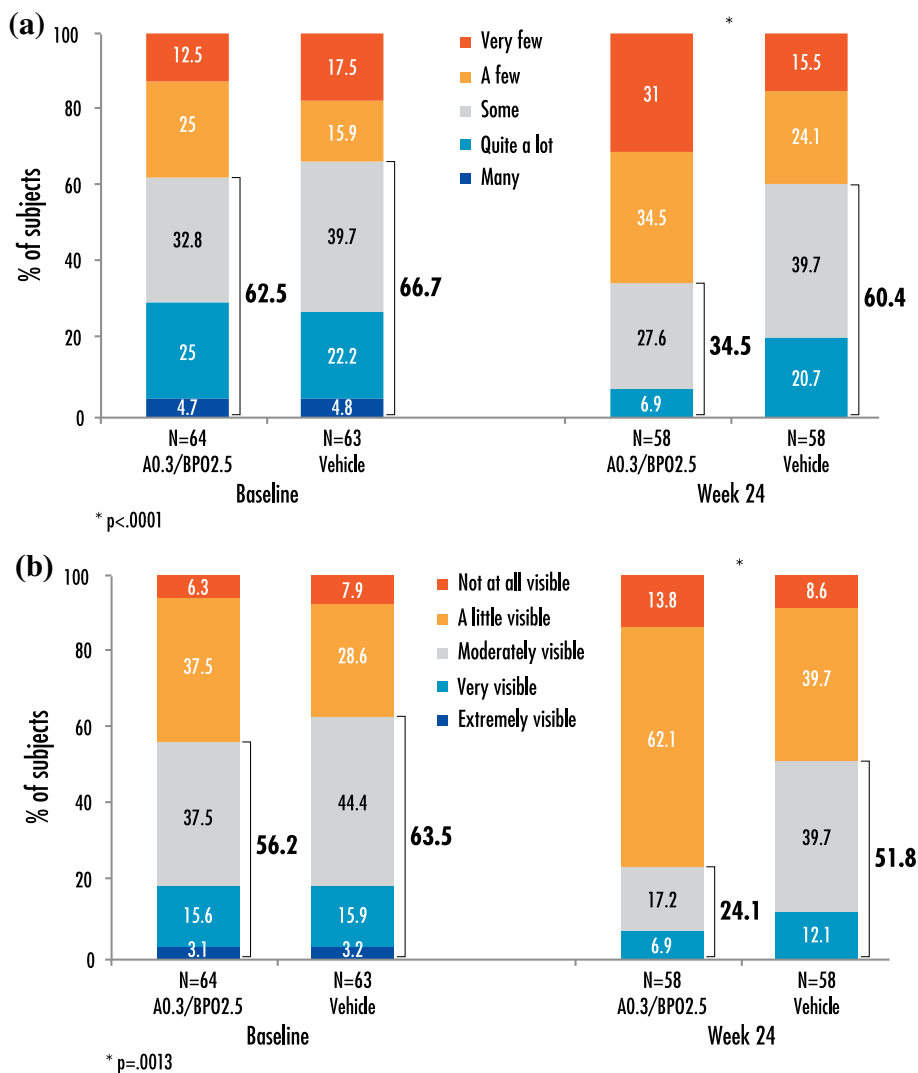 (a)
100
80
60
40
20
0
% of subjects
12.5
25
32.8
25
4.7
62.5
17.5
15.9
39.7
22.2
4.8
66.7
Very few
A few
Some
Quite a lot
Many
*
31
34.5
27.6
6.9
34.5
15.5
24.1
39.7
20.7
60.4
N=64 N=63 N=58 N=58
A0.3/BPO2.5 Vehicle A0.3/BPO2.5 Vehicle
Baseline Week 24
* p<.0001
(b)
100
80
60
40
20
0
% of subjects
6.3
37.5
37.5
15.6
3.1
56.2
7.9
28.6
44.4
15.9
3.2
63.5
Not at all visible
A little visible
Moderately visible
Very visible
Extremely visible
*
13.8
62.1
17.2
6.9
24.1
8.6
39.7
39.7
12.1
51.8
N=64 N=63 N=58 N=58
A0.3/BPO2.5 Vehicle A0.3/BPO2.5 Vehicle
Baseline Week 24
* p=.0013